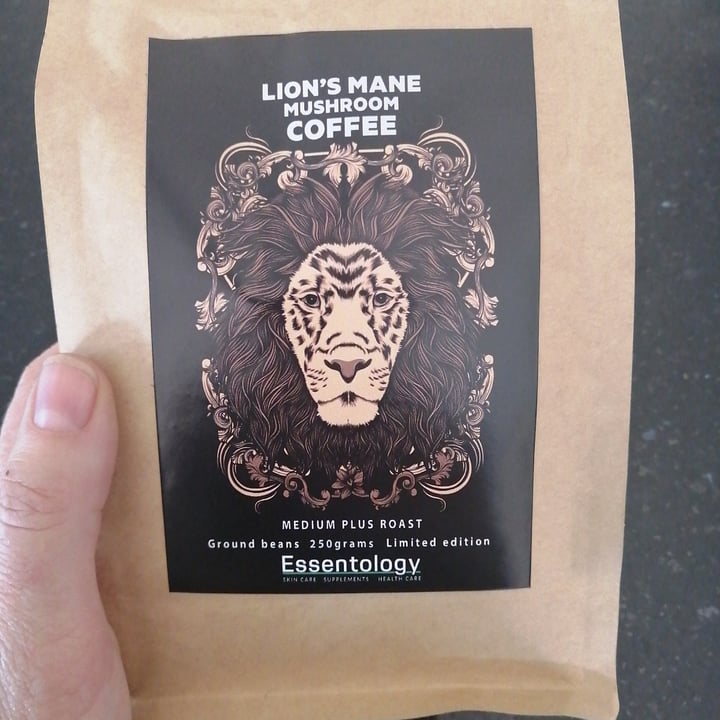 LION'S MANE
MUSHROOM
COFFEE
MEDIUM PLUS ROAST
Ground beans 250grams Limited edition
Essentology
SKIN CARE SUPPLEMENTS HEALTH CARE